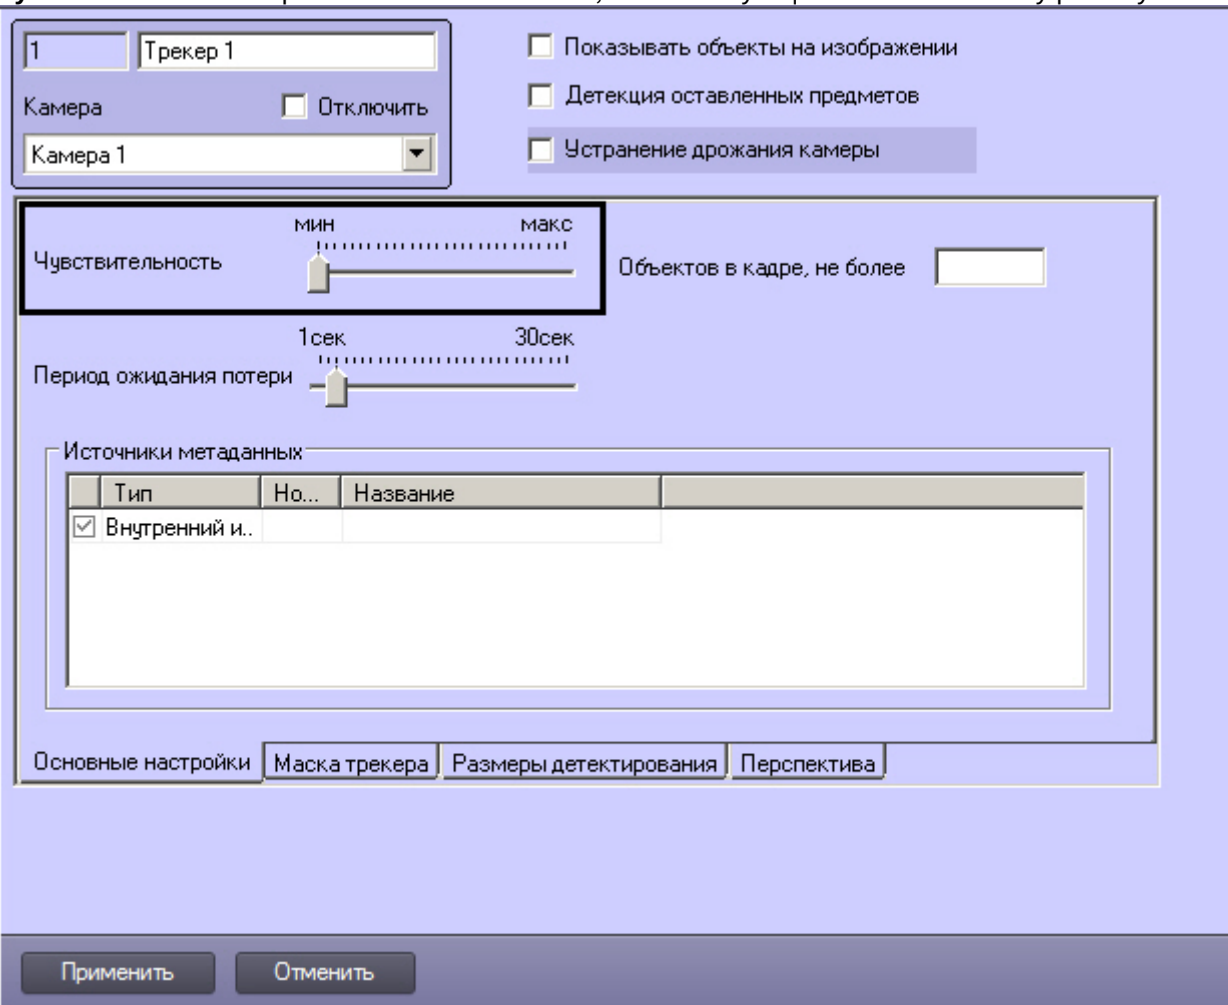 1
Трекер 1
Камера
Отключить
Камера 1
Показывать объекты на изображении
Детекция оставленных предметов
Устранение дрожания камеры
мин макс
Чувствительность
Объектов в кадре, не более
1сек 30сек
Период ожидания потери
Источники метаданных
Тип Но... Название
Внутренний и..
Основные настройки Маска трекера Размеры детектирования Перспектива
Применить Отменить